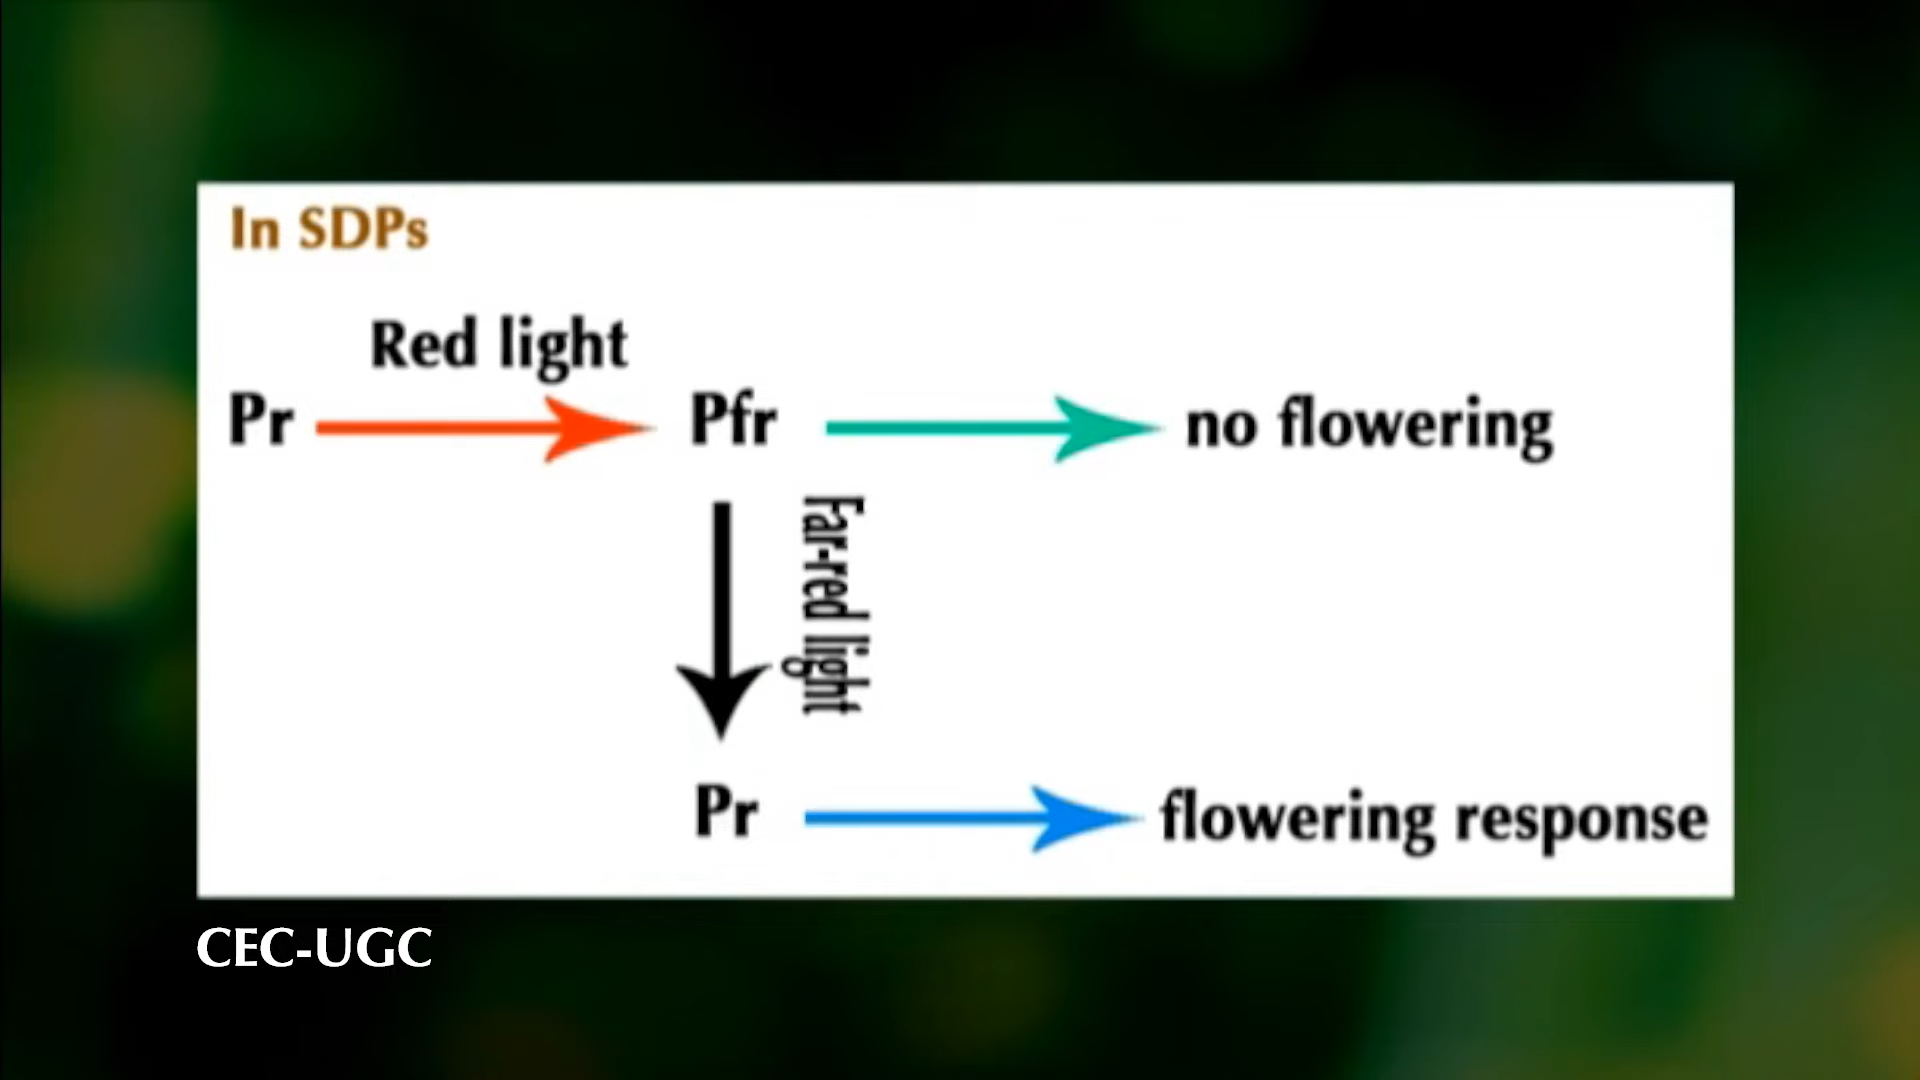 In SDPs
Red light
Pr
Pfr
no flowering
Far-red light
Pr
flowering response
CEC-UGC